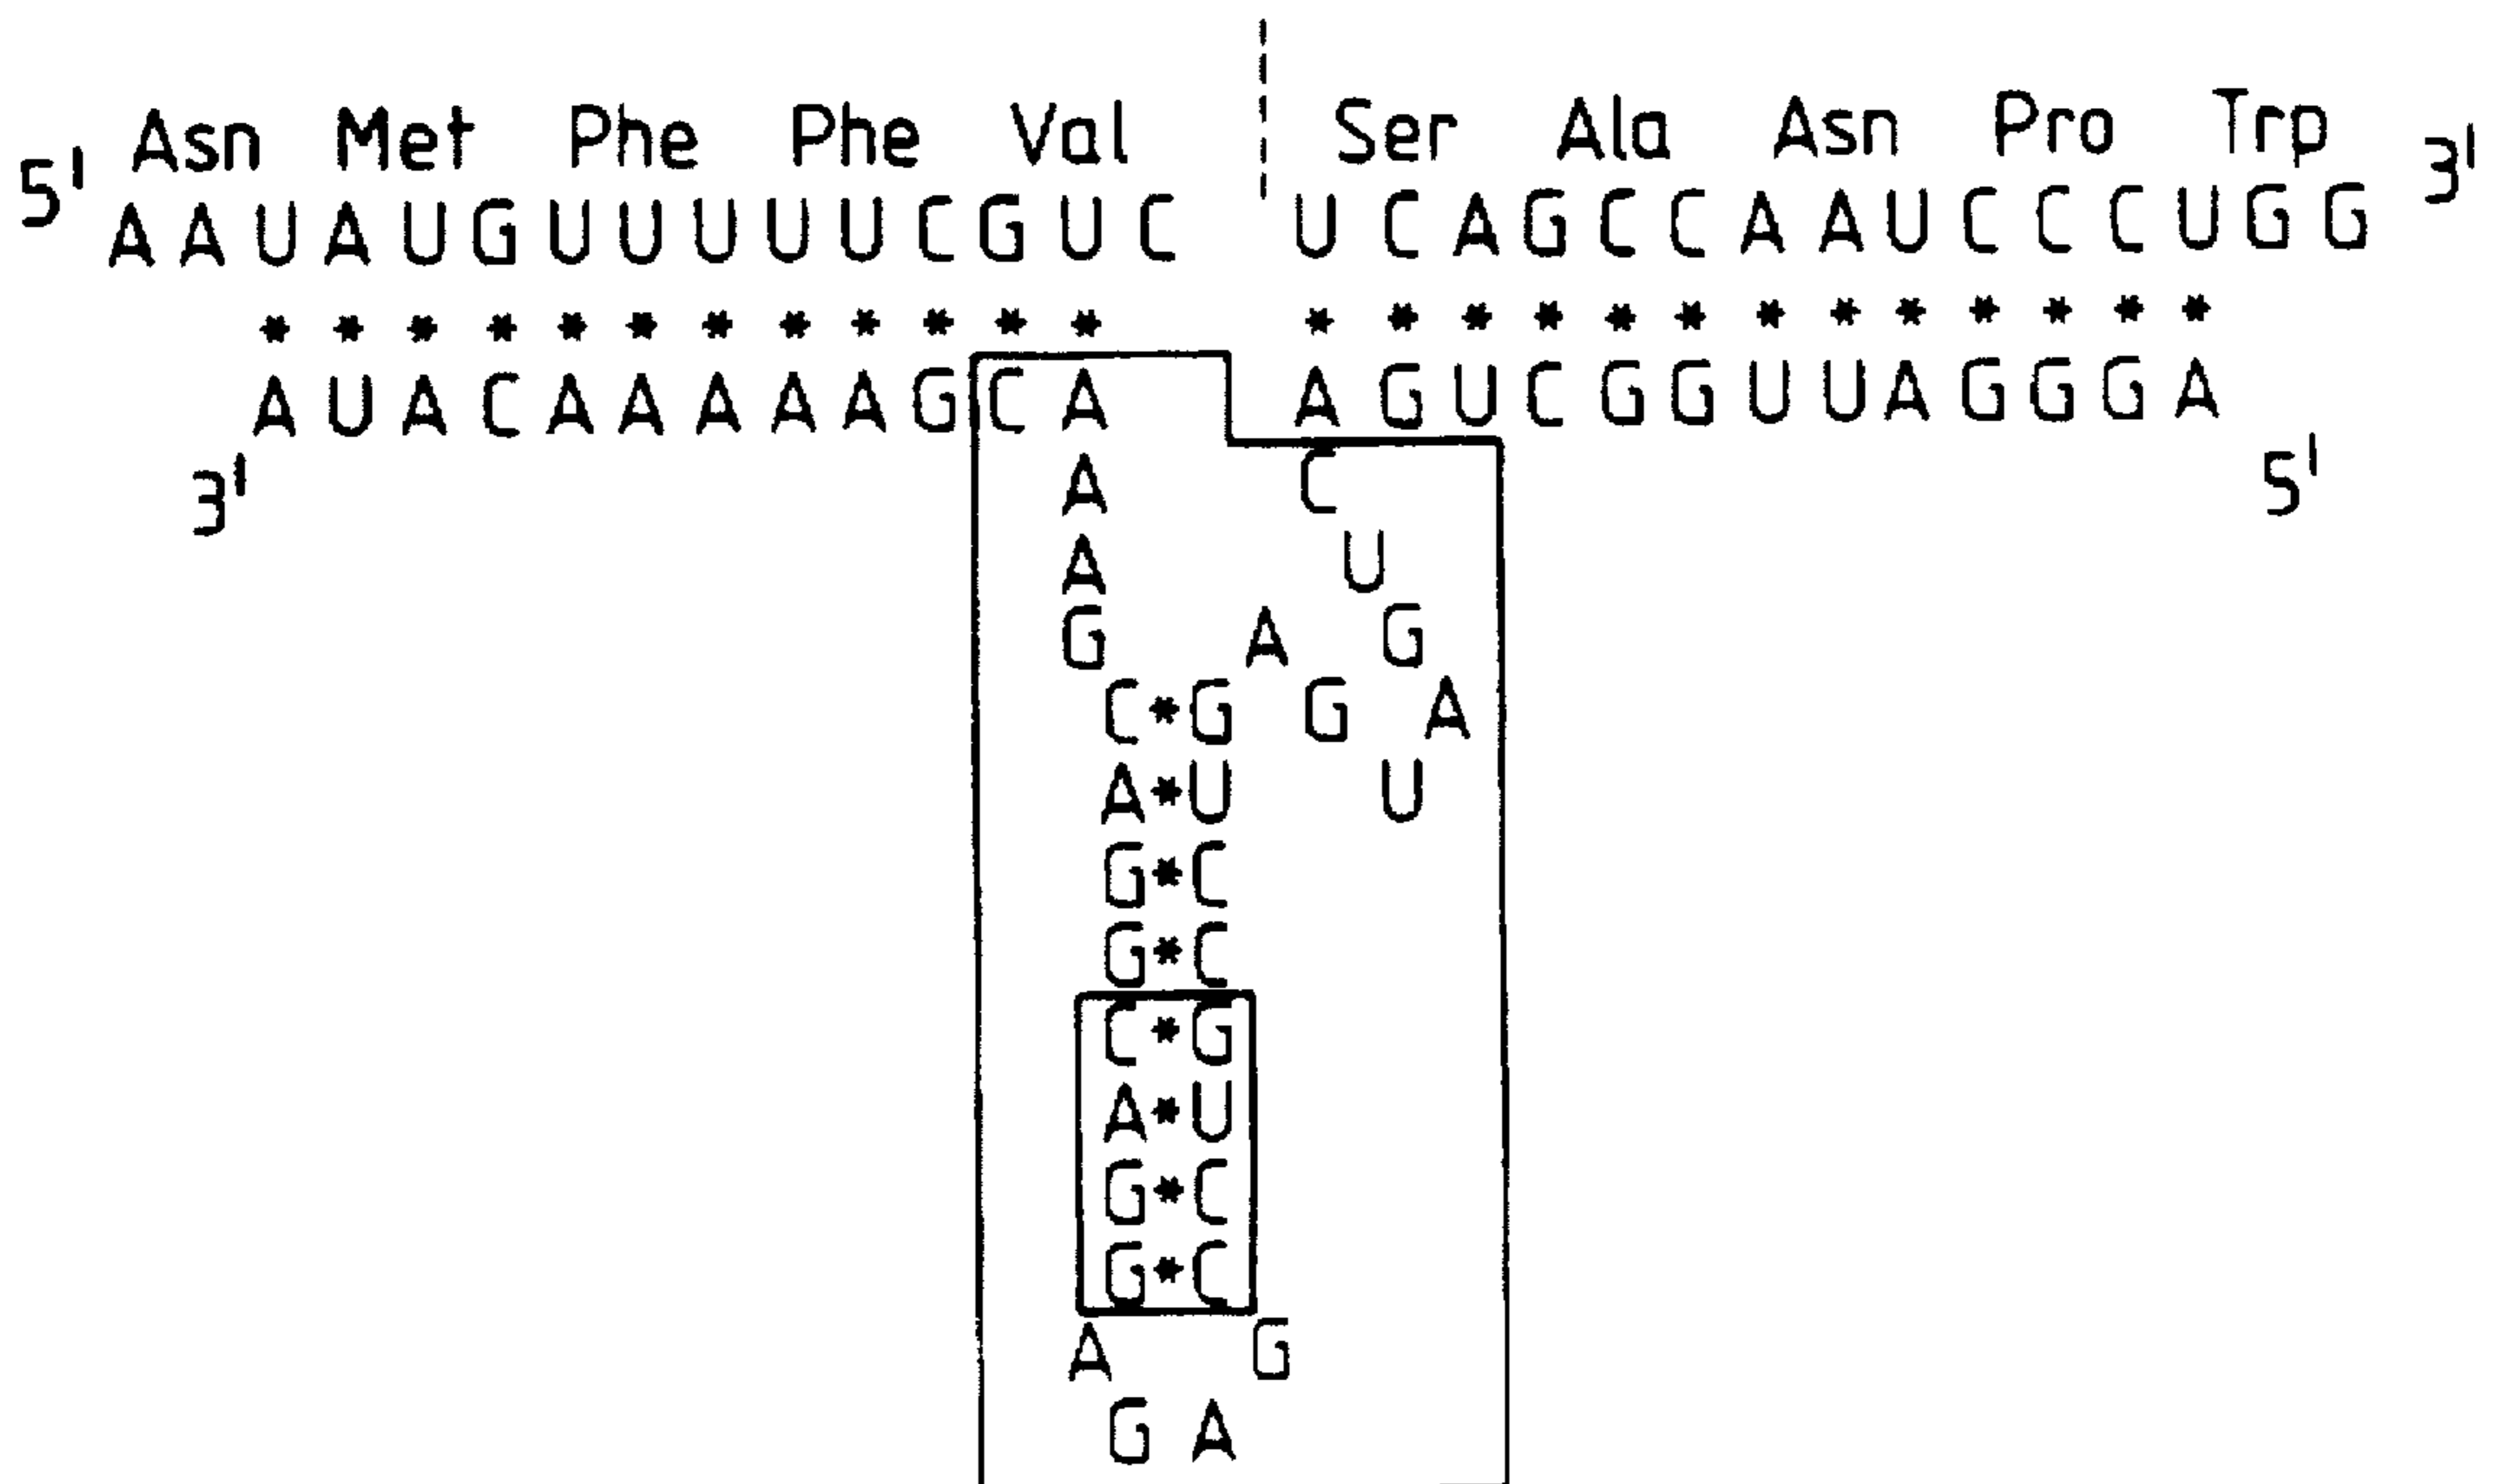 Asn Met Phe Phe Val Ser Ala Asn Pro Trp
5' AAUAUGUUUUUCGUC UCAGCCAAUCCCUGG 3'
* * * * * * * * * * * * * * * * * * * * * * * * *
AUACAAAAAGCA AGUCGGUUAGGGA
3' 5'
A C
A U
G A G
C*G G A
A*U U
G*C
G*C
C*G
A*U
G*C
G*C
A G
G A